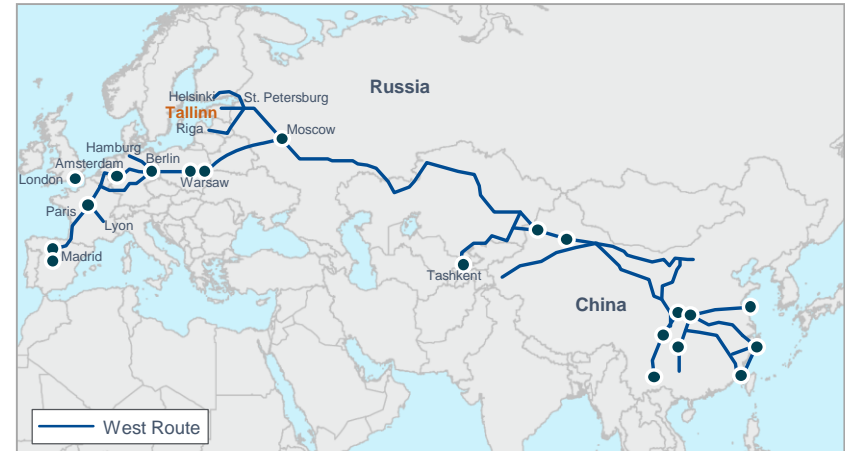 Russia
Helsinki
St. Petersburg
Tallinn
Riga
Moscow
Hamburg
Amsterdam
Berlin
London
Warsaw
Paris
Lyon
Madrid
Tashkent
China
West Route